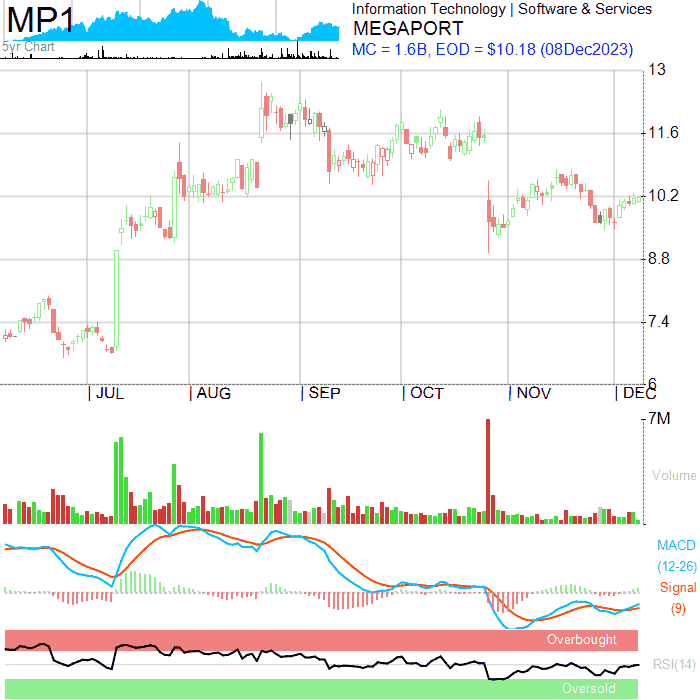 MP1
5yr Chart
Information Technology | Software & Services
MEGAPORT
MC = 1.6B, EOD = $10.18 (08Dec2023)
13
11.6
10.2
8.8
7.4
6
JUL
AUG
SEP
OCT
NOV
DEC
7M
Volume
MACD
(12-26)
Signal
(9)
Overbought
RSI(14)
Oversold